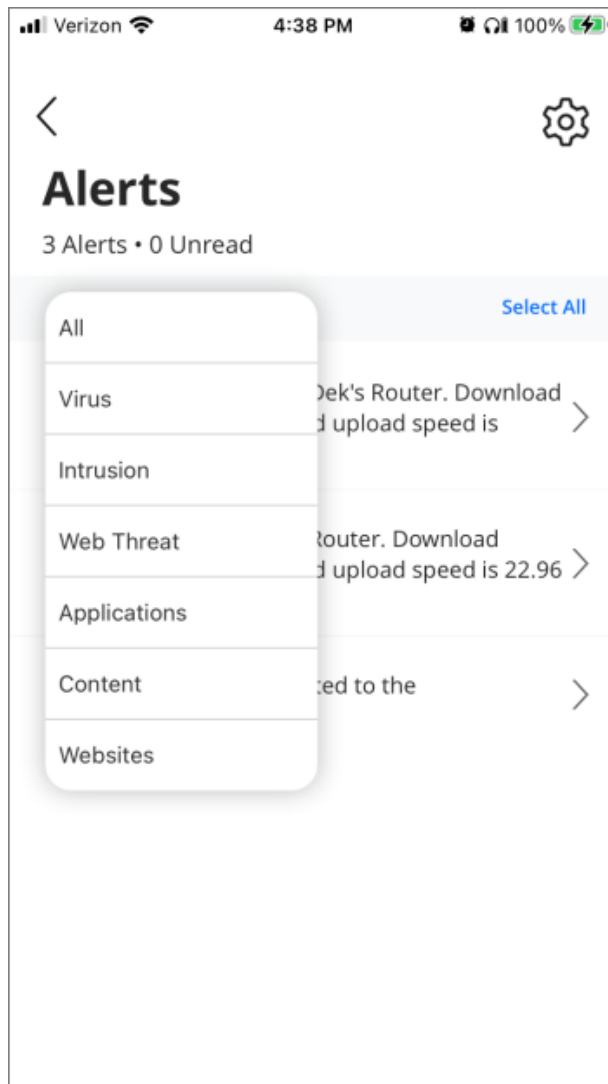 Verizon 4:38 PM 100%
Alerts
3 Alerts • 0 Unread
Select All
All
Virus
Intrusion
Web Threat
Applications
Content
Websites
Dek's Router. Download
upload speed is
Router. Download
upload speed is 22.96
to the